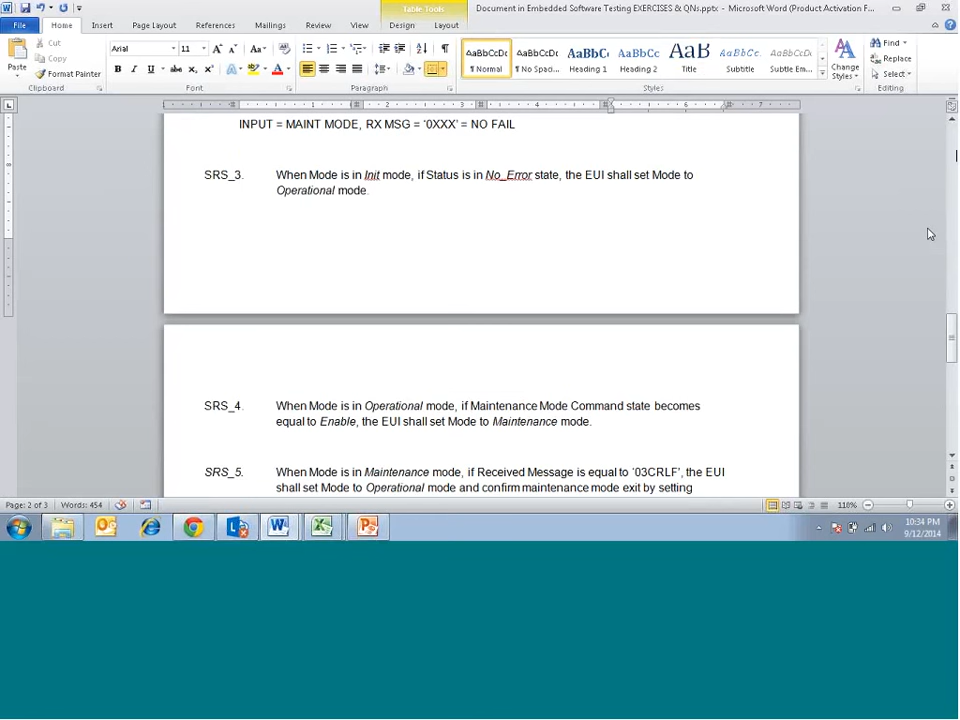 Table Tools
Document in Embedded Software Testing EXERCISES & QNs.pptx - Microsoft Word (Product Activation F...
File Home Insert Page Layout References Mailings Review View Design Layout
Cut
Copy
Format Painter
Paste
Arial 11
AaBbCcDc AaBbCcDc AaBbC AaBbCc AaB AaBbCc. AaBbCcDc
¶ Normal ¶ No Spaci... Heading 1 Heading 2 Title Subtitle Subtle Em...
Change Styles
Find
Replace
Select
Clipboard Font Paragraph Styles Editing
INPUT = MAINT MODE, RX MSG = '0XXX' = NO FAIL
SRS_3. When Mode is in Init mode, if Status is in No_Error state, the EUI shall set Mode to
Operational mode.
SRS_4. When Mode is in Operational mode, if Maintenance Mode Command state becomes
equal to Enable, the EUI shall set Mode to Maintenance mode.
SRS_5. When Mode is in Maintenance mode, if Received Message is equal to '03CRLF', the EUI
shall set Mode to Operational mode and confirm maintenance mode exit by setting
Page: 2 of 3 Words: 454 118%
10:34 PM
9/12/2014